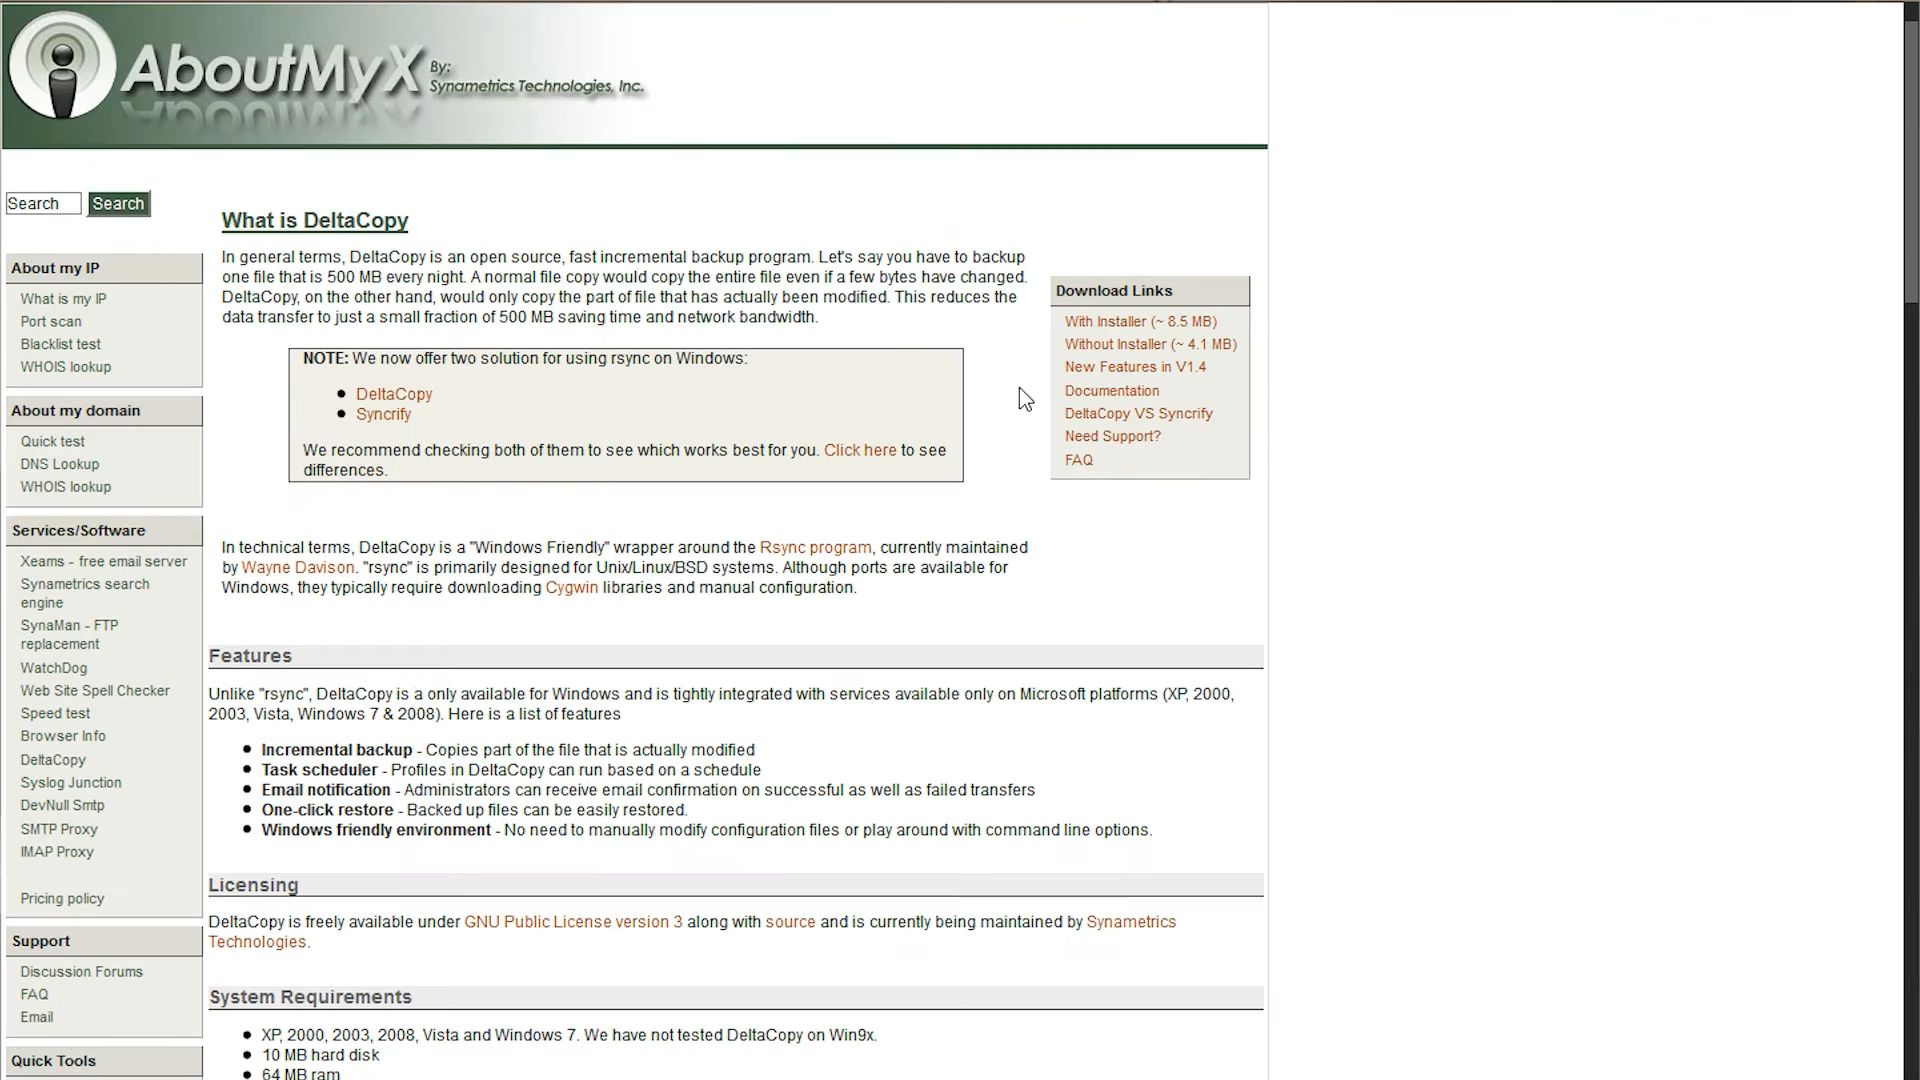 AboutMyX By:
Synametrics Technologies, Inc.
Search Search
About my IP
What is my IP
Port scan
Blacklist test
WHOIS lookup
About my domain
Quick test
DNS Lookup
WHOIS lookup
Services/Software
Xeams - free email server
Synametrics search
engine
SynaMan - FTP
replacement
WatchDog
Web Site Spell Checker
Speed test
Browser Info
DeltaCopy
Syslog Junction
DevNull Smtp
SMTP Proxy
IMAP Proxy
Pricing policy
Support
Discussion Forums
FAQ
Email
Quick Tools
What is DeltaCopy
In general terms, DeltaCopy is an open source, fast incremental backup program. Let's say you have to backup
one file that is 500 MB every night. A normal file copy would copy the entire file even if a few bytes have changed.
DeltaCopy, on the other hand, would only copy the part of file that has actually been modified. This reduces the
data transfer to just a small fraction of 500 MB saving time and network bandwidth.
NOTE: We now offer two solution for using rsync on Windows:
DeltaCopy
Syncrify
We recommend checking both of them to see which works best for you. Click here to see
differences.
Download Links
With Installer (~ 8.5 MB)
Without Installer (~ 4.1 MB)
New Features in V1.4
Documentation
DeltaCopy VS Syncrify
Need Support?
FAQ
In technical terms, DeltaCopy is a "Windows Friendly" wrapper around the Rsync program, currently maintained
by Wayne Davison. "rsync" is primarily designed for Unix/Linux/BSD systems. Although ports are available for
Windows, they typically require downloading Cygwin libraries and manual configuration.
Features
Unlike "rsync", DeltaCopy is a only available for Windows and is tightly integrated with services available only on Microsoft platforms (XP, 2000,
2003, Vista, Windows 7 & 2008). Here is a list of features
Incremental backup - Copies part of the file that is actually modified
Task scheduler - Profiles in DeltaCopy can run based on a schedule
Email notification - Administrators can receive email confirmation on successful as well as failed transfers
One-click restore - Backed up files can be easily restored.
Windows friendly environment - No need to manually modify configuration files or play around with command line options.
Licensing
DeltaCopy is freely available under GNU Public License version 3 along with source and is currently being maintained by Synametrics
Technologies.
System Requirements
XP, 2000, 2003, 2008, Vista and Windows 7. We have not tested DeltaCopy on Win9x.
10 MB hard disk
64 MB ram